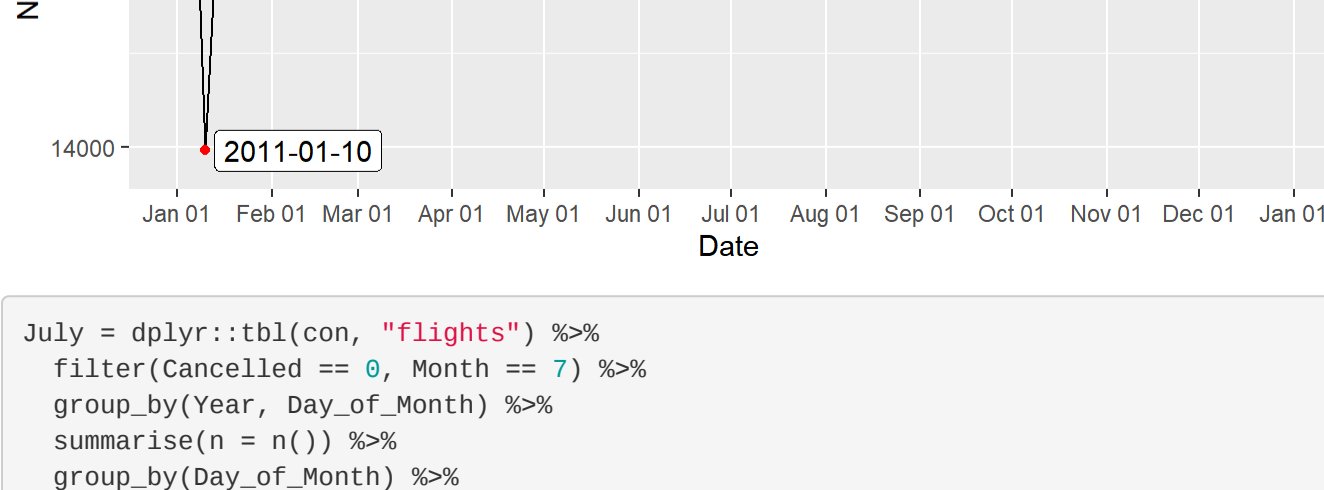 N
14000
2011-01-10
Jan 01 Feb 01 Mar 01 Apr 01 May 01 Jun 01 Jul 01 Aug 01 Sep 01 Oct 01 Nov 01 Dec 01 Jan 01
Date
July = dplyr::tbl(con, "flights") %>%
  filter(Cancelled == 0, Month == 7) %>%
  group_by(Year, Day_of_Month) %>%
  summarise(n = n()) %>%
  group_by(Day_of_Month) %>%